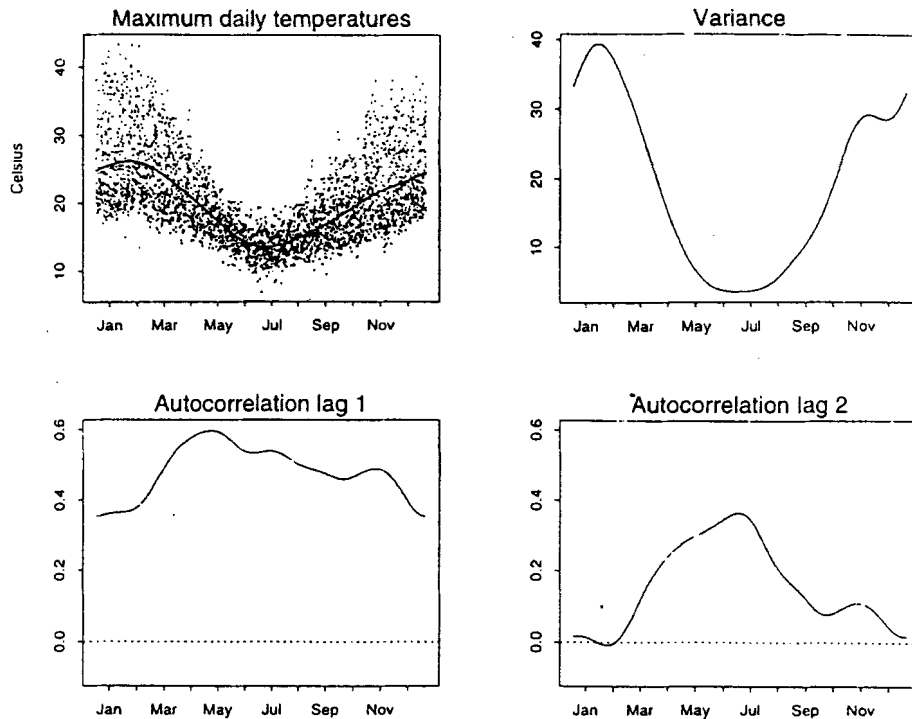 Maximum daily temperatures
Celsius
40
30
20
10
Jan Mar May Jul Sep Nov
Variance
40
30
20
10
Jan Mar May Jul Sep Nov
Autocorrelation lag 1
0.6
0.4
0.2
0.0
Jan Mar May Jul Sep Nov
Autocorrelation lag 2
0.6
0.4
0.2
0.0
Jan Mar May Jul Sep Nov